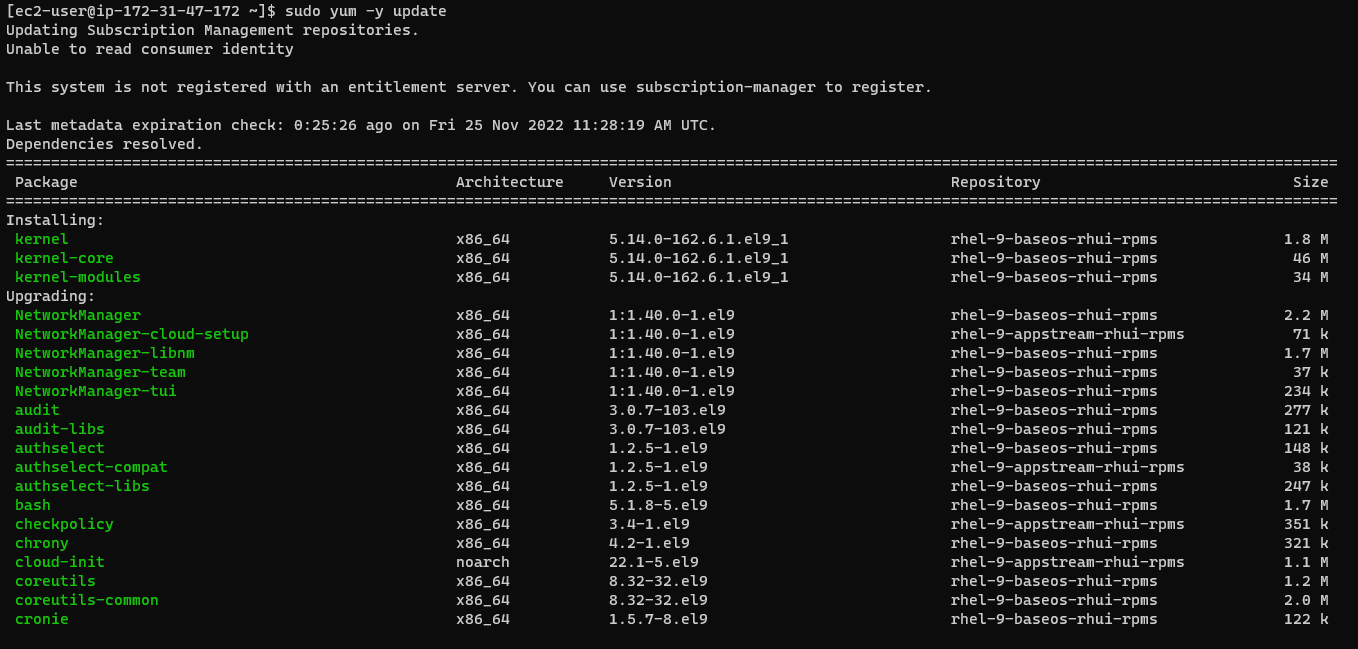 [ec2-user@ip-172-31-47-172 ~]$ sudo yum -y update
Updating Subscription Management repositories.
Unable to read consumer identity
This system is not registered with an entitlement server. You can use subscription-manager to register.
Last metadata expiration check: 0:25:26 ago on Fri 25 Nov 2022 11:28:19 AM UTC.
Dependencies resolved.
Package Architecture Version Repository Size
Installing:
kernel x86_64 5.14.0-162.6.1.el9_1 rhel-9-baseos-rhui-rpms 1.8 M
kernel-core x86_64 5.14.0-162.6.1.el9_1 rhel-9-baseos-rhui-rpms 46 M
kernel-modules x86_64 5.14.0-162.6.1.el9_1 rhel-9-baseos-rhui-rpms 34 M
Upgrading:
NetworkManager x86_64 1:1.40.0-1.el9 rhel-9-baseos-rhui-rpms 2.2 M
NetworkManager-cloud-setup x86_64 1:1.40.0-1.el9 rhel-9-appstream-rhui-rpms 71 k
NetworkManager-libnm x86_64 1:1.40.0-1.el9 rhel-9-baseos-rhui-rpms 1.7 M
NetworkManager-team x86_64 1:1.40.0-1.el9 rhel-9-baseos-rhui-rpms 37 k
NetworkManager-tui x86_64 1:1.40.0-1.el9 rhel-9-baseos-rhui-rpms 234 k
audit x86_64 3.0.7-103.el9 rhel-9-baseos-rhui-rpms 277 k
audit-libs x86_64 3.0.7-103.el9 rhel-9-baseos-rhui-rpms 121 k
authselect x86_64 1.2.5-1.el9 rhel-9-baseos-rhui-rpms 148 k
authselect-compat x86_64 1.2.5-1.el9 rhel-9-appstream-rhui-rpms 38 k
authselect-libs x86_64 1.2.5-1.el9 rhel-9-baseos-rhui-rpms 247 k
bash x86_64 5.1.8-5.el9 rhel-9-baseos-rhui-rpms 1.7 M
checkpolicy x86_64 3.4-1.el9 rhel-9-appstream-rhui-rpms 351 k
chrony x86_64 4.2-1.el9 rhel-9-baseos-rhui-rpms 321 k
cloud-init noarch 22.1-5.el9 rhel-9-appstream-rhui-rpms 1.1 M
coreutils x86_64 8.32-32.el9 rhel-9-baseos-rhui-rpms 1.2 M
coreutils-common x86_64 8.32-32.el9 rhel-9-baseos-rhui-rpms 2.0 M
cronie x86_64 1.5.7-8.el9 rhel-9-baseos-rhui-rpms 122 k